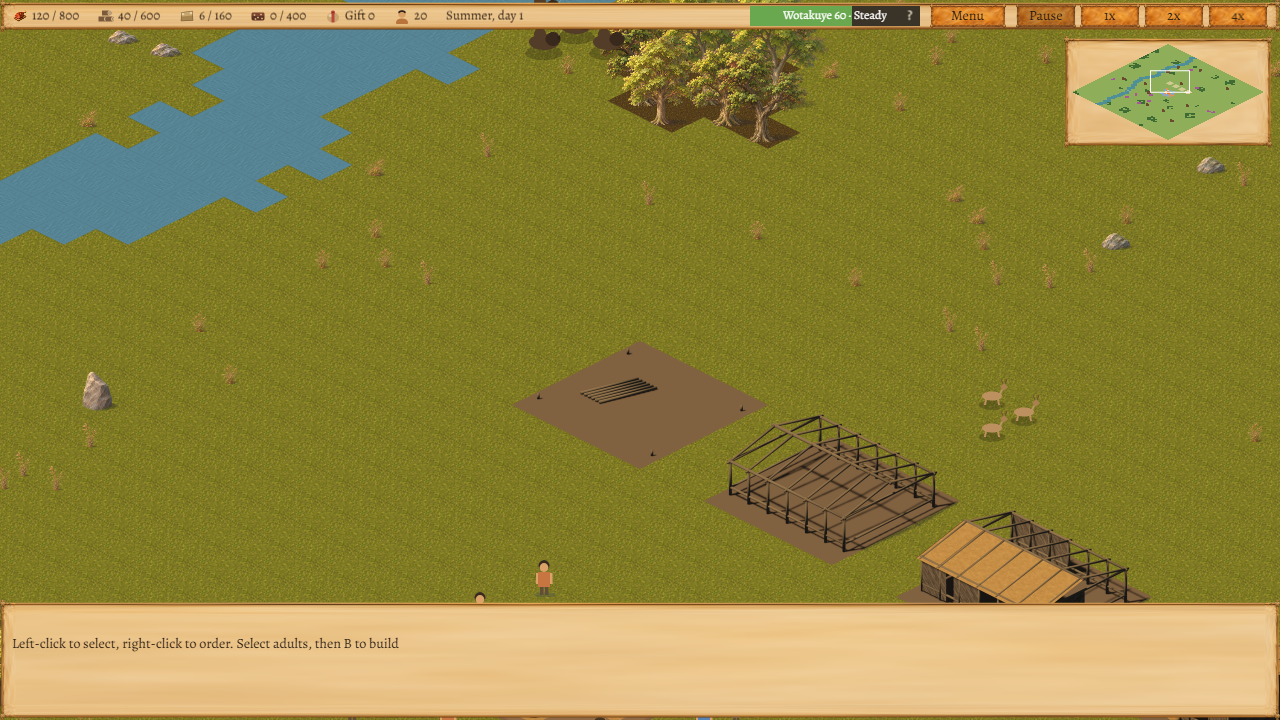 120 / 800 40 / 600 6 / 160 0 / 400 Gift 0 20 Summer, day 1 Wotakuye 60 - Steady ? Menu Pause 1x 2x 4x
Left-click to select, right-click to order. Select adults, then B to build